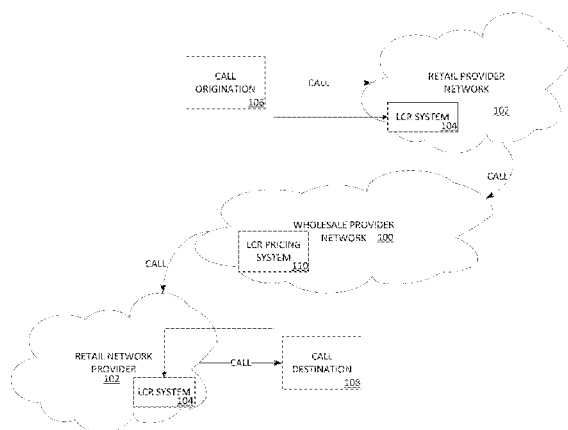 CALL
ORIGINATION
106
CALL
RETAIL PROVIDER
NETWORK
102
LCR SYSTEM
104
CALL
WHOLESALE PROVIDER
NETWORK 100
LCR PRICING
SYSTEM
110
CALL
RETAIL NETWORK
PROVIDER
102
LCR SYSTEM
104
CALL
CALL
DESTINATION
108